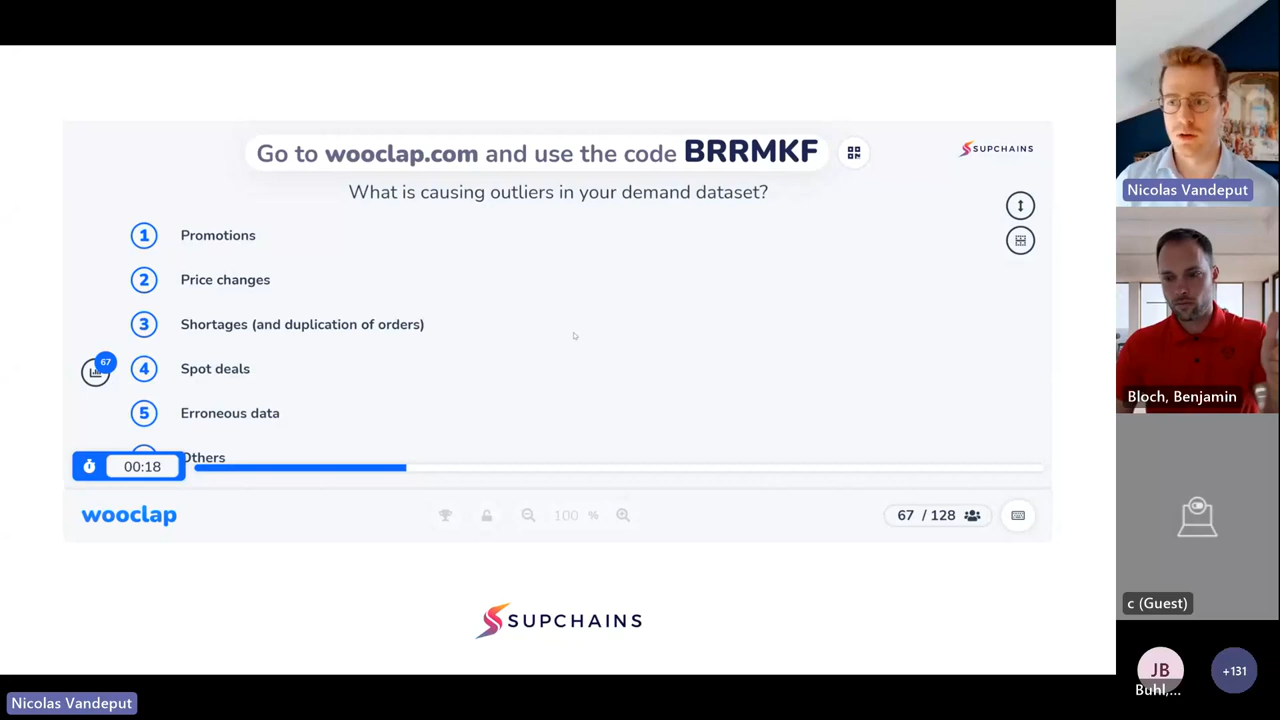 Go to wooclap.com and use the code BRRMKF
SUPCHAINS
What is causing outliers in your demand dataset?
1 Promotions
2 Price changes
3 Shortages (and duplication of orders)
67
4 Spot deals
5 Erroneous data
Others
00:18
wooclap
100 %
67 / 128
SUPCHAINS
Nicolas Vandeput
Nicolas Vandeput
Bloch, Benjamin
c (Guest)
JB
Buhl,...
+131